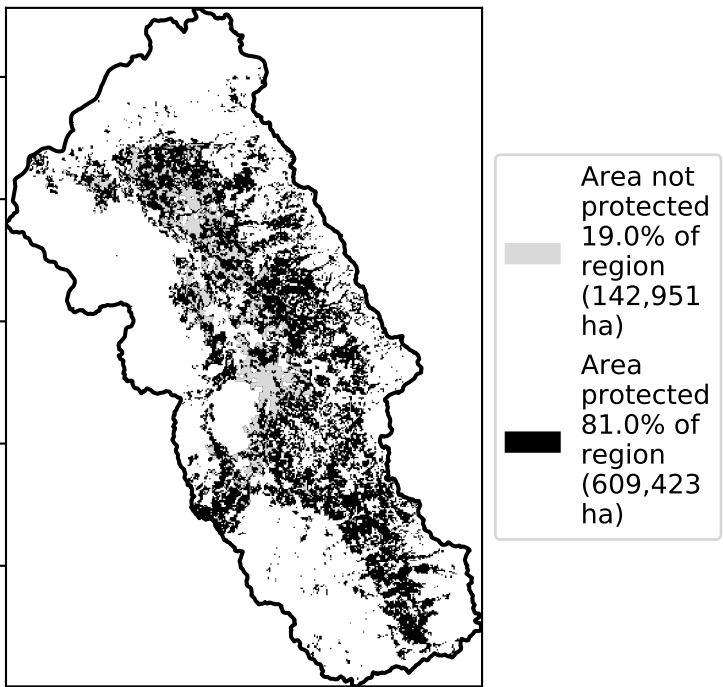 Area not
protected
19.0% of
region
(142,951
ha)
Area
protected
81.0% of
region
(609,423
ha)